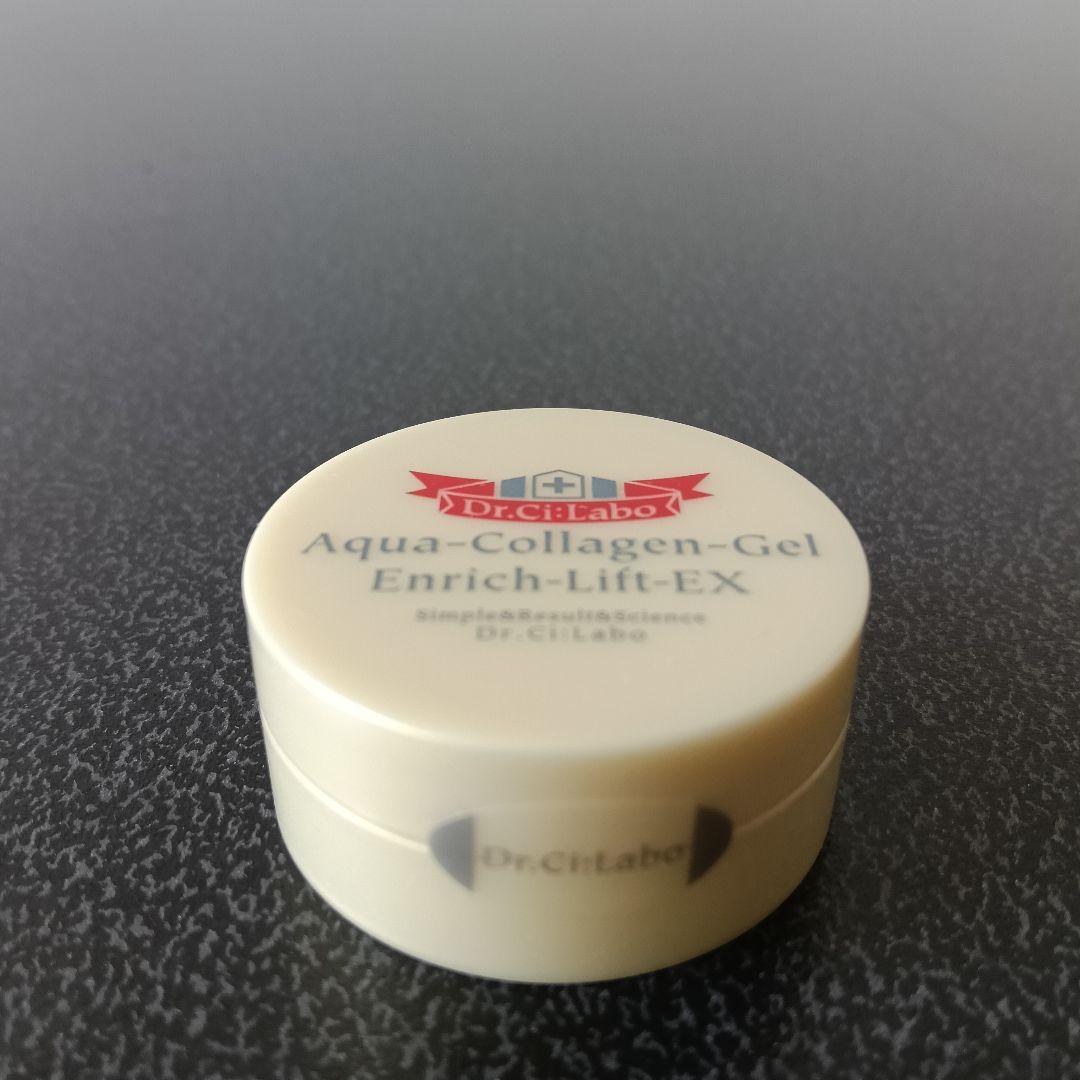 Dr.Ci:Labo
Aqua-Collagen-Gel
Enrich-Lift-EX
Simple&Result&Science
Dr.Ci:Labo
Dr.Ci:Labo